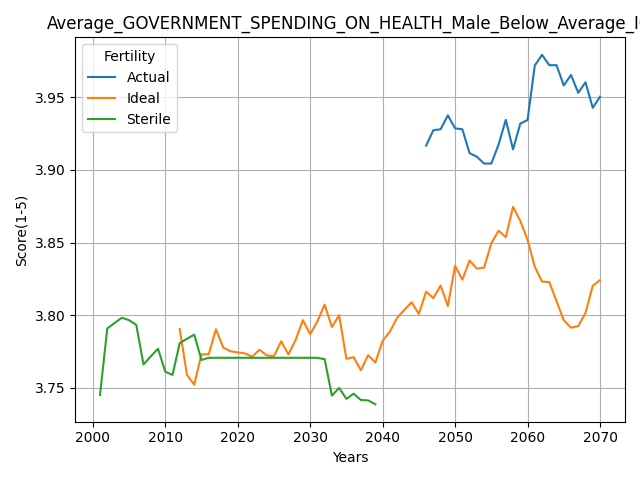 Average_GOVERNMENT_SPENDING_ON_HEALTH_Male_Below_Average_I
Fertility
Actual
Ideal
Sterile
Score(1-5)
3.95
3.90
3.85
3.80
3.75
2000 2010 2020 2030 2040 2050 2060 2070
Years